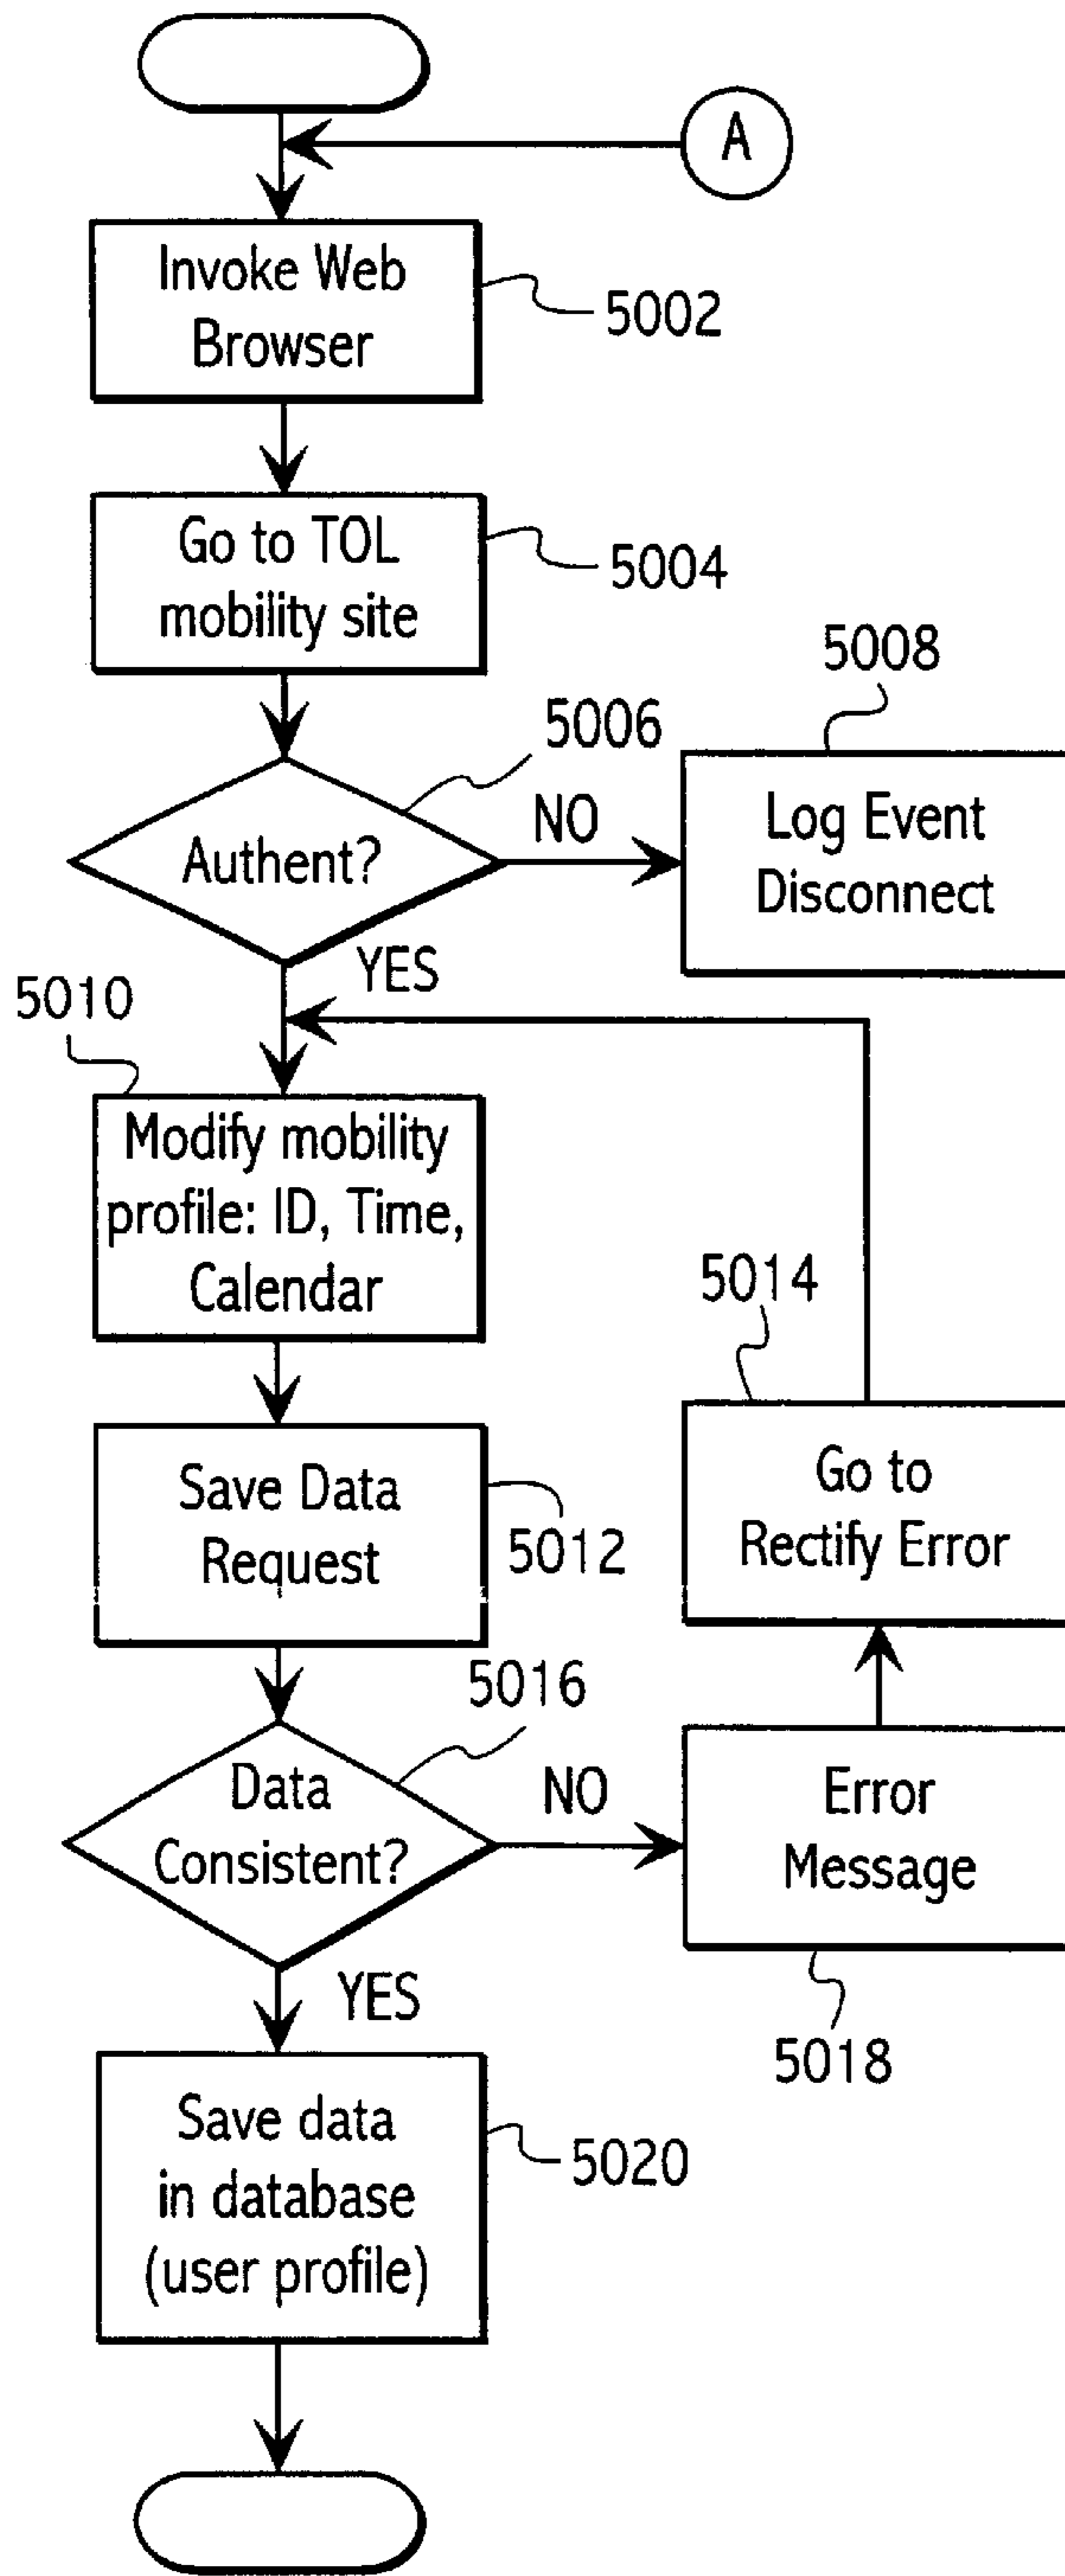 A
Invoke Web
Browser
5002
Go to TOL
mobility site
5004
5008
5006
Authent?
NO
Log Event
Disconnect
YES
5010
Modify mobility
profile: ID, Time,
Calendar
5014
Save Data
Request
5012
Go to
Rectify Error
5016
Data
Consistent?
NO
Error
Message
YES
5018
Save data
in database
(user profile)
5020